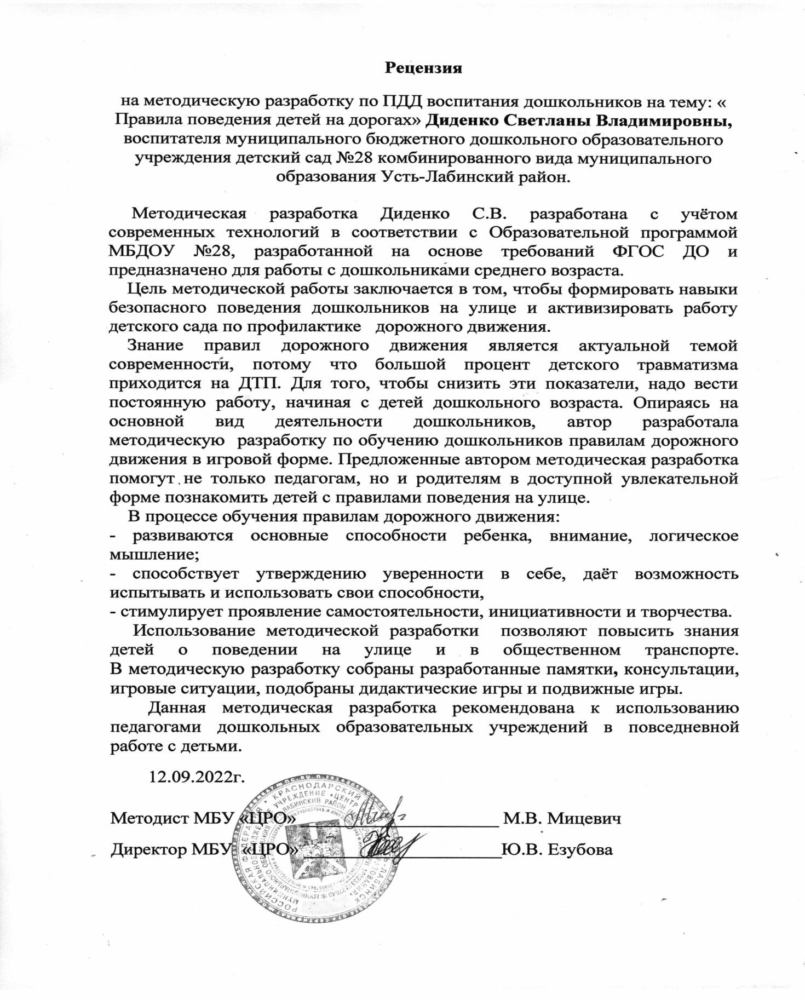 Рецензия
на методическую разработку по ПДД воспитания дошкольников на тему: «
Правила поведения детей на дорогах» Диденко Светланы Владимировны,
воспитателя муниципального бюджетного дошкольного образовательного
учреждения детский сад №28 комбинированного вида муниципального
образования Усть-Лабинский район.
Методическая разработка Диденко С.В. разработана с учётом
современных технологий в соответствии с Образовательной программой
МБДОУ №28, разработанной на основе требований ФГОС ДО и
предназначено для работы с дошкольниками среднего возраста.
Цель методической работы заключается в том, чтобы формировать навыки
безопасного поведения дошкольников на улице и активизировать работу
детского сада по профилактике дорожного движения.
Знание правил дорожного движения является актуальной темой
современности, потому что большой процент детского травматизма
приходится на ДТП. Для того, чтобы снизить эти показатели, надо вести
постоянную работу, начиная с детей дошкольного возраста. Опираясь на
основной вид деятельности дошкольников, автор разработала
методическую разработку по обучению дошкольников правилам дорожного
движения в игровой форме. Предложенные автором методическая разработка
помогут не только педагогам, но и родителям в доступной увлекательной
форме познакомить детей с правилами поведения на улице.
В процессе обучения правилам дорожного движения:
- развиваются основные способности ребенка, внимание, логическое
мышление;
- способствует утверждению уверенности в себе, даёт возможность
испытывать и использовать свои способности,
- стимулирует проявление самостоятельности, инициативности и творчества.
Использование методической разработки позволяют повысить знания
детей о поведении на улице и в общественном транспорте.
В методическую разработку собраны разработанные памятки, консультации,
игровые ситуации, подобраны дидактические игры и подвижные игры.
Данная методическая разработка рекомендована к использованию
педагогами дошкольных образовательных учреждений в повседневной
работе с детьми.
12.09.2022г.
Методист МБУ «ЦРО» М.В. Мицевич
Директор МБУ «ЦРО» Ю.В. Езубова
РОССИЙСКАЯ ФЕДЕРАЦИЯ * КРАСНОДАРСКИЙ